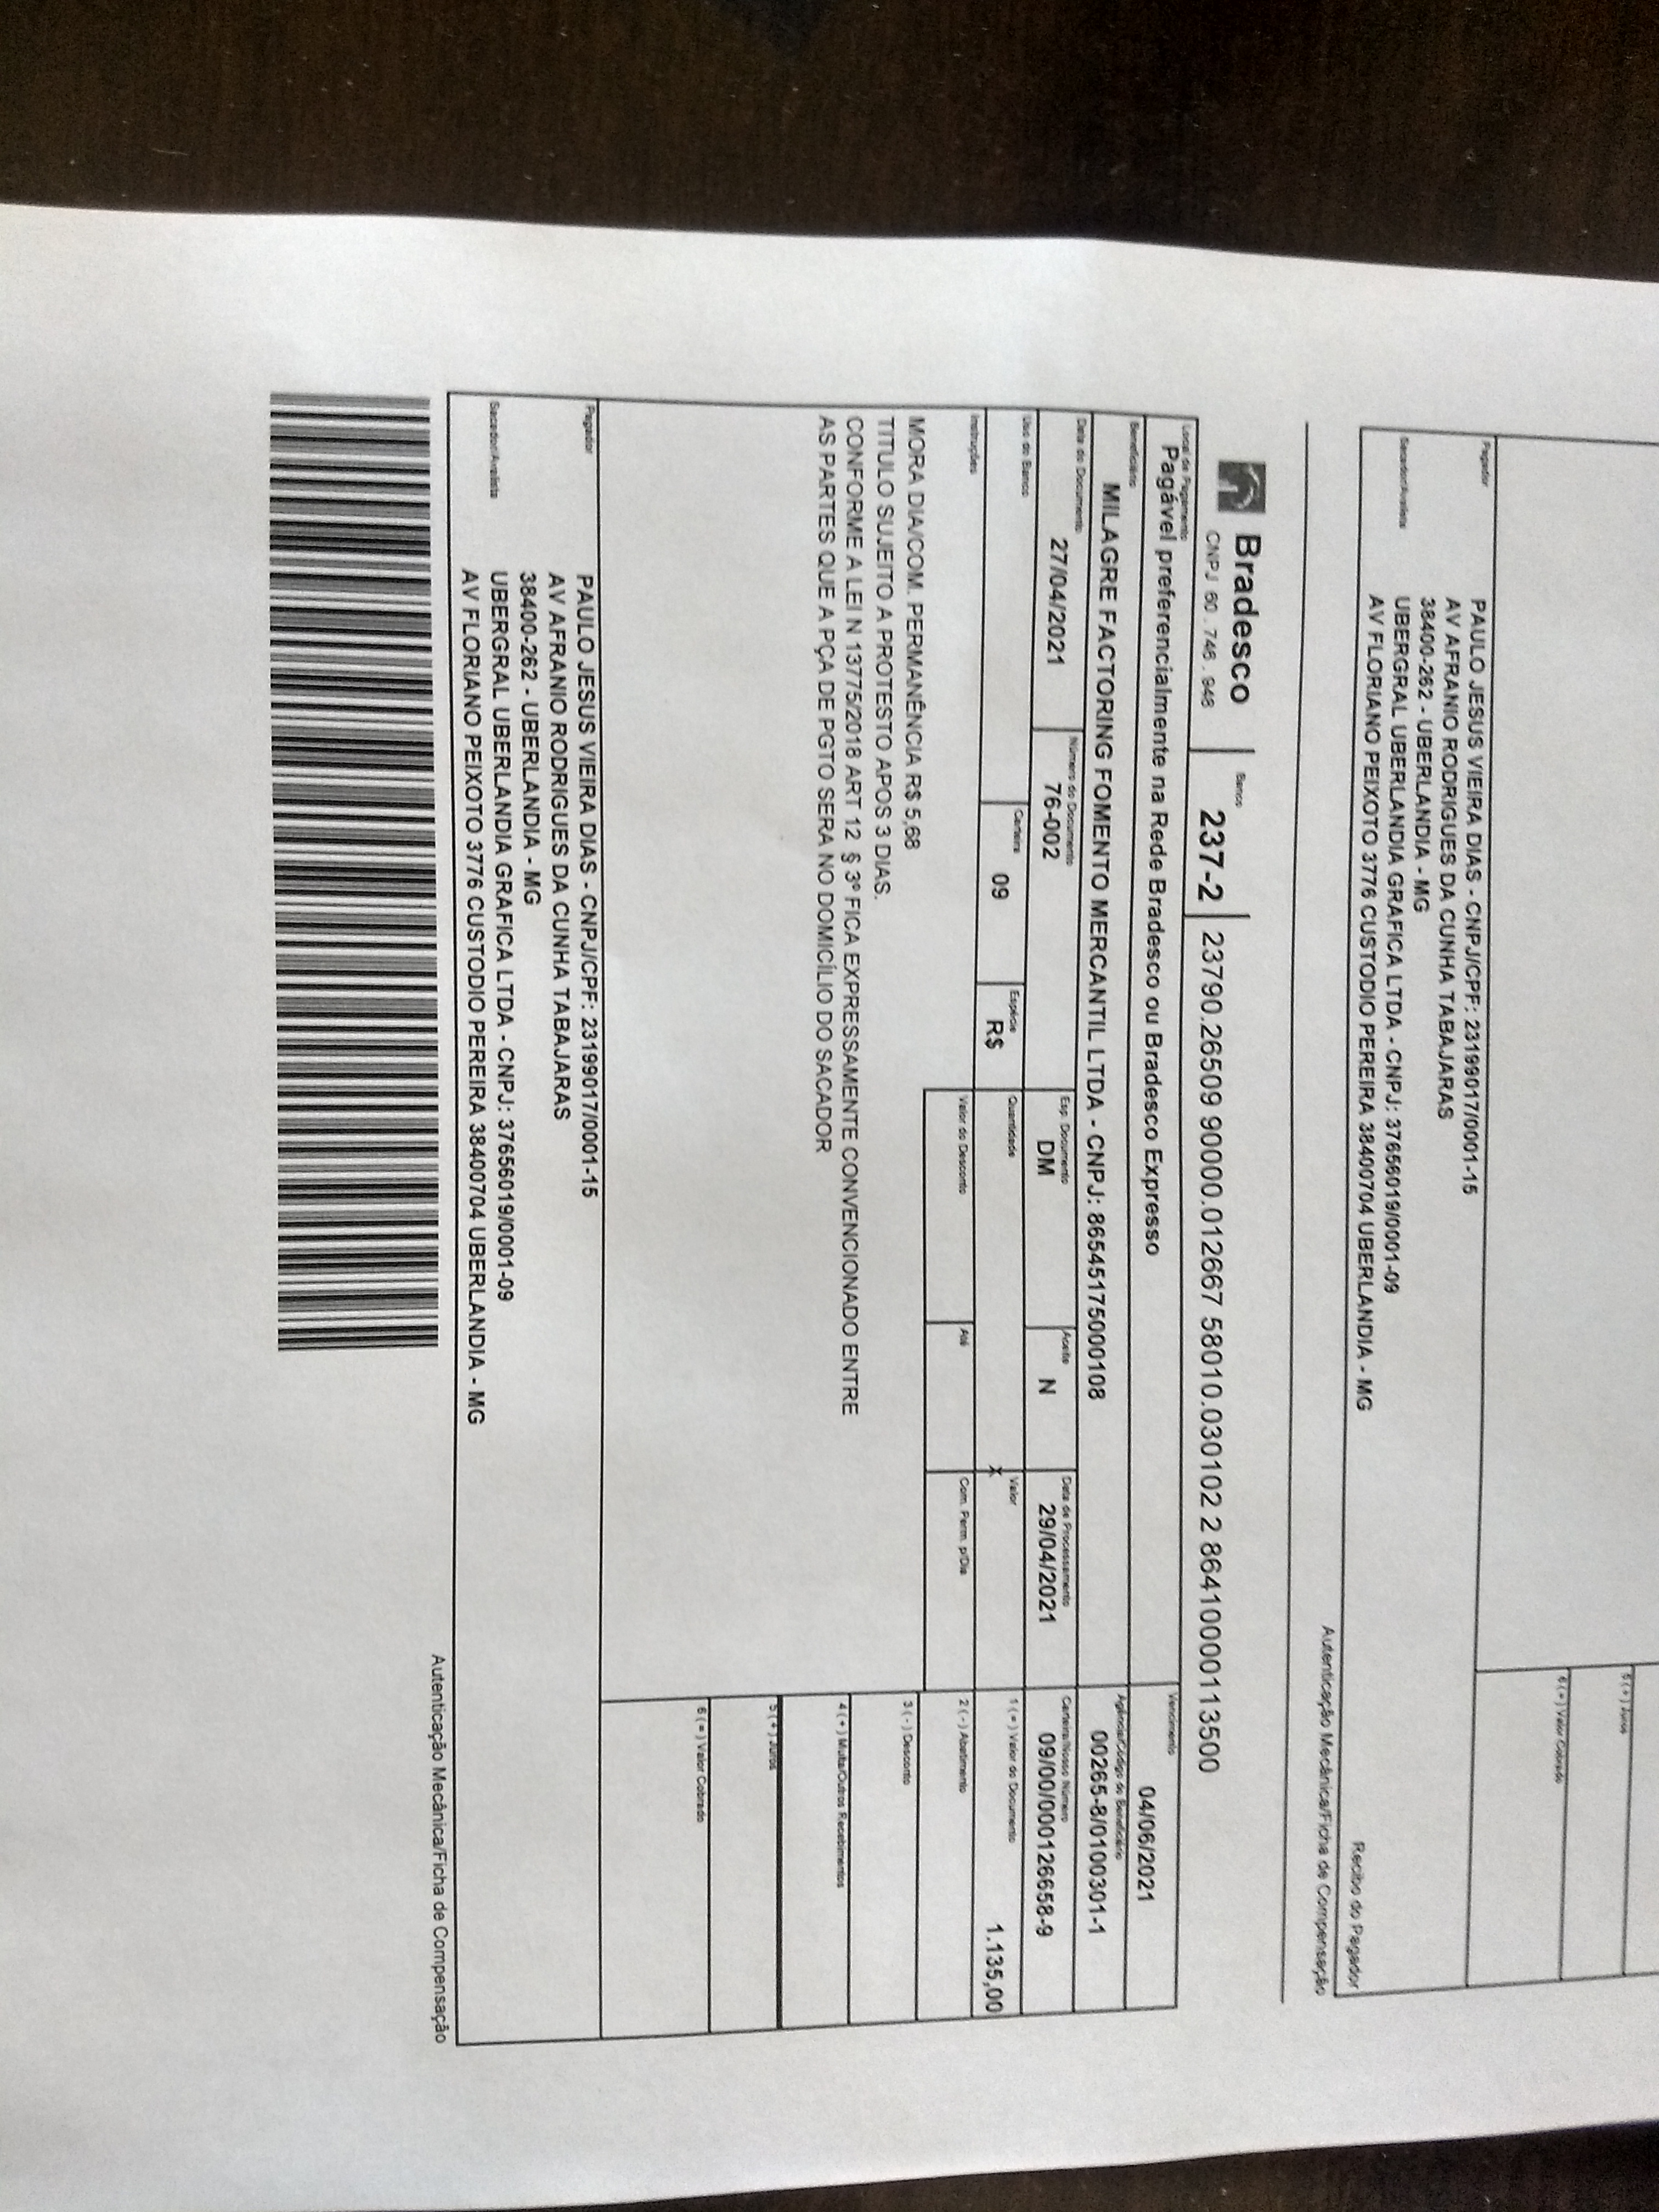 6 ( + ) Juros
6 ( = ) Valor Cobrado
Pagador
PAULO JESUS VIEIRA DIAS - CNPJ/CPF: 23199017/0001-15
AV AFRANIO RODRIGUES DA CUNHA TABAJARAS
38400-262 - UBERLANDIA - MG
Sacador/Avalista
UBERGRAL UBERLANDIA GRAFICA LTDA - CNPJ: 37656019/0001-09
AV FLORIANO PEIXOTO 3776 CUSTODIO PEREIRA 38400704 UBERLANDIA - MG
Recibo do Pagador
Autenticação Mecânica/Ficha de Compensação
Bradesco
CNPJ 60 . 746 . 948
Banco
237-2
23790.26509 90000.012667 58010.030102 2 86410000113500
Local de Pagamento
Pagável preferencialmente na Rede Bradesco ou Bradesco Expresso
Vencimento
04/06/2021
Beneficiário
MILAGRE FACTORING FOMENTO MERCANTIL LTDA - CNPJ: 86545175000108
Agência/Código do Beneficiário
00265-8/0100301-1
Data do Documento
27/04/2021
Número do Documento
76-002
Esp. Documento
DM
Aceite
N
Data de Processamento
29/04/2021
Carteira/Nosso Número
09/00/00012665​8-9
Uso do Banco
Carteira
09
Espécie
R$
Quantidade
x
Valor
1 ( = ) Valor do Documento
1.135,00
Instruções
Valor do Desconto
Até
Com. Perm. p/Dia
2 ( - ) Abatimento
MORA DIA/COM. PERMANÊNCIA R$ 5,68
TITULO SUJEITO A PROTESTO APOS 3 DIAS.
CONFORME A LEI N 13775/2018 ART 12 § 3º FICA EXPRESSAMENTE CONVENCIONADO ENTRE
AS PARTES QUE A PÇA DE PGTO SERA NO DOMICÍLIO DO SACADOR
3 ( - ) Desconto
4 ( + ) Multa/Outros Recebimentos
5 ( + ) Juros
6 ( = ) Valor Cobrado
Pagador
PAULO JESUS VIEIRA DIAS - CNPJ/CPF: 23199017/0001-15
AV AFRANIO RODRIGUES DA CUNHA TABAJARAS
38400-262 - UBERLANDIA - MG
Sacador/Avalista
UBERGRAL UBERLANDIA GRAFICA LTDA - CNPJ: 37656019/0001-09
AV FLORIANO PEIXOTO 3776 CUSTODIO PEREIRA 38400704 UBERLANDIA - MG
Autenticação Mecânica/Ficha de Compensação